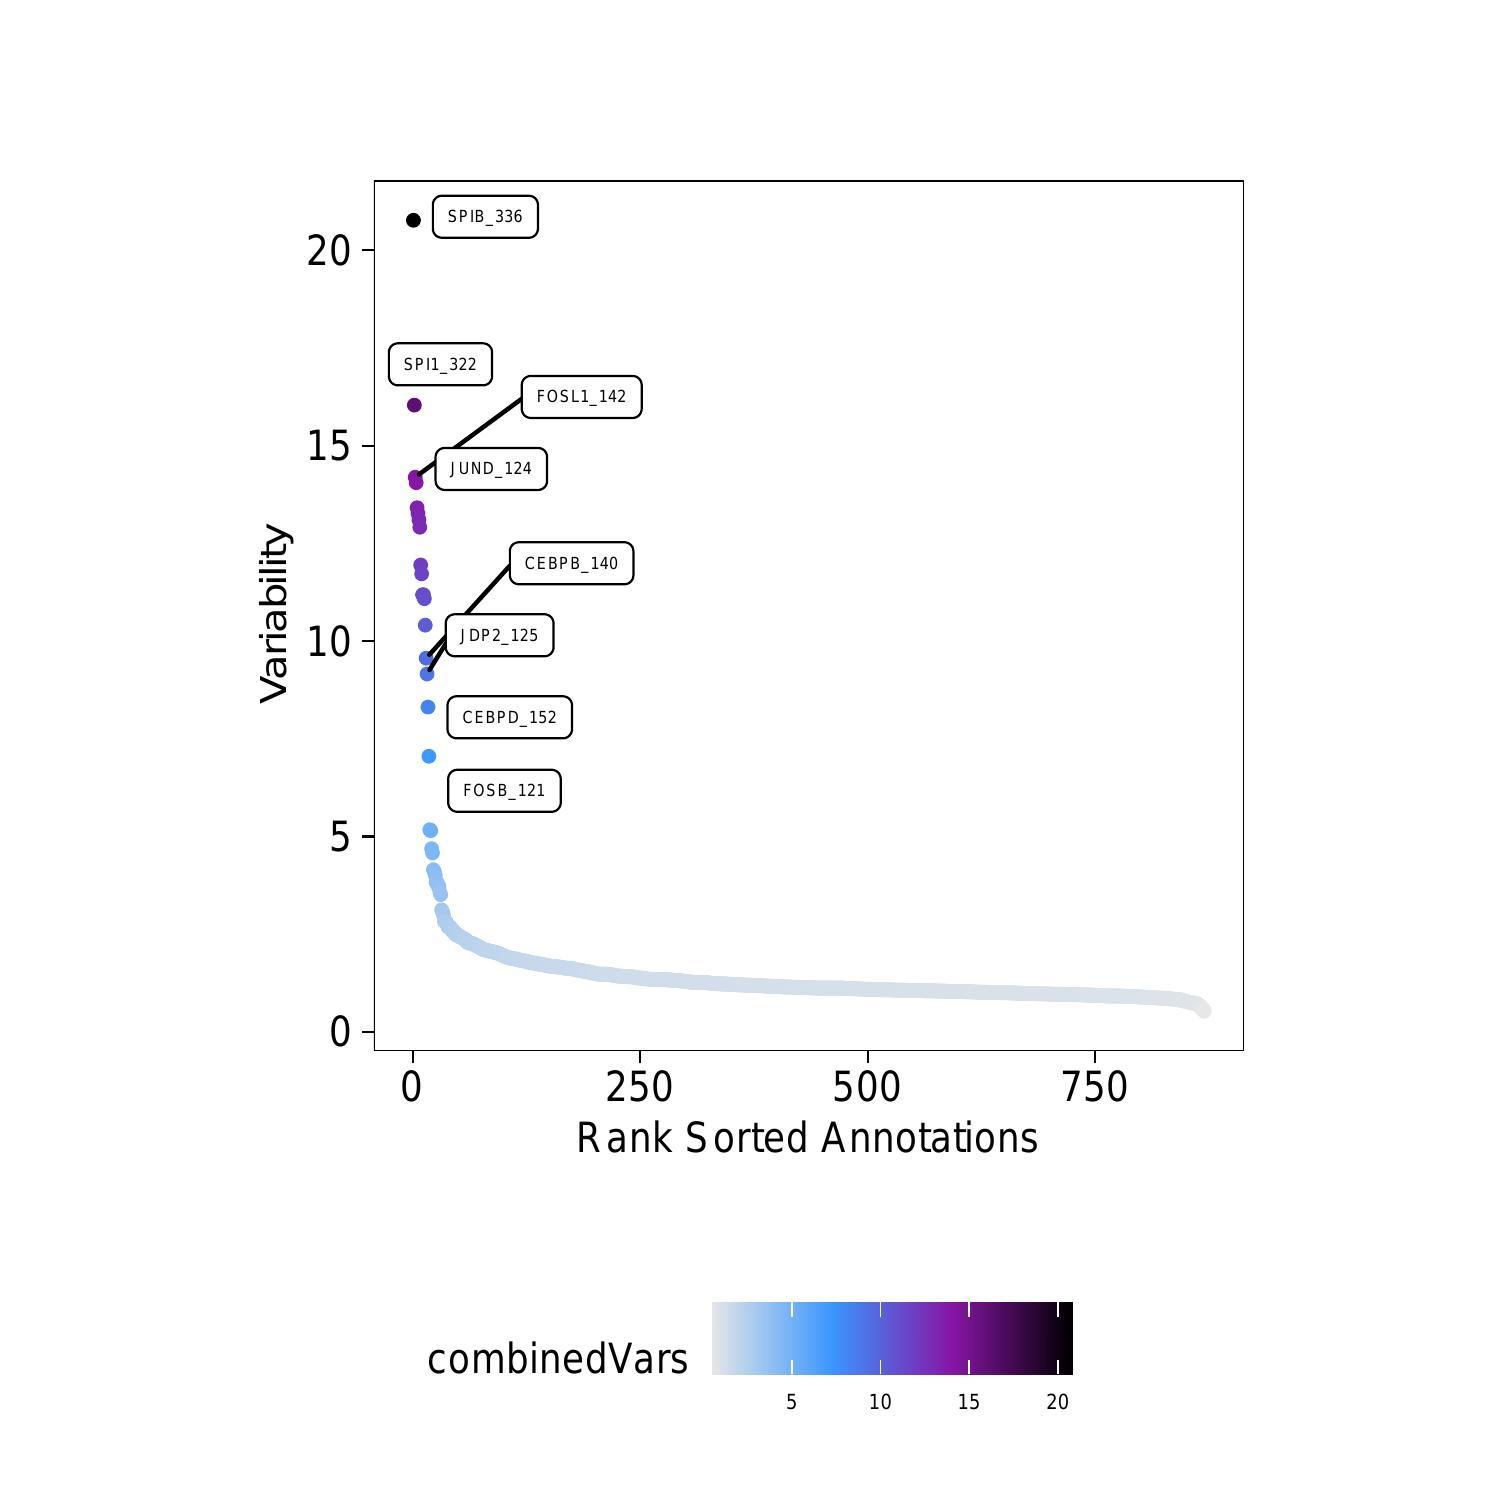 SPIB_336
20
SPI1_322
FOSL1_142
15
JUND_124
CEBPB_140
10
JDP2_125
Variability
CEBPD_152
FOSB_121
5
0
0 250 500 750
Rank Sorted Annotations
combinedVars
5 10 15 20